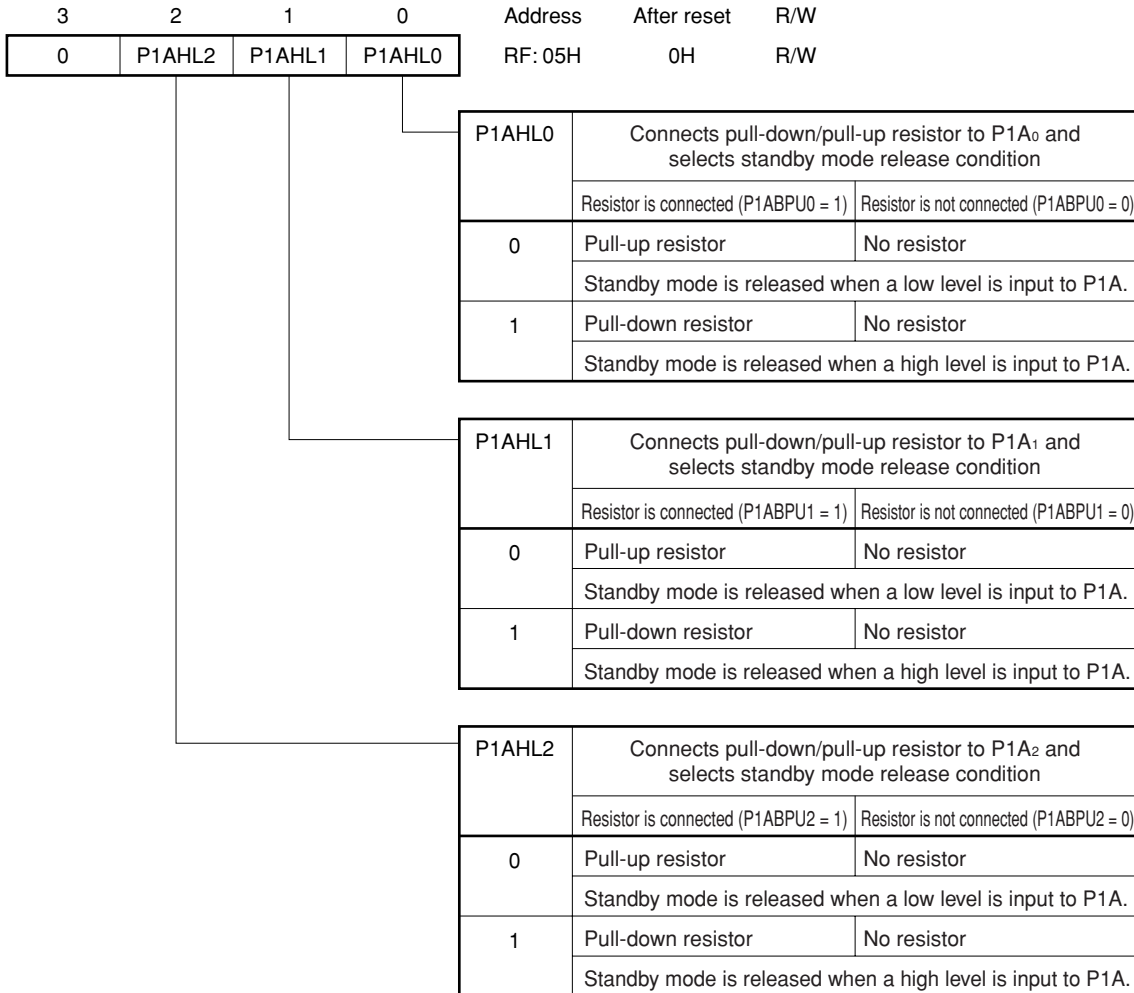 3 2 1 0 Address After reset R/W
0 P1AHL2 P1AHL1 P1AHL0 RF: 05H 0H R/W
P1AHL0 Connects pull-down/pull-up resistor to P1A0 and
selects standby mode release condition
Resistor is connected (P1ABPU0 = 1) Resistor is not connected (P1ABPU0 = 0)
0 Pull-up resistor No resistor
Standby mode is released when a low level is input to P1A.
1 Pull-down resistor No resistor
Standby mode is released when a high level is input to P1A.
P1AHL1 Connects pull-down/pull-up resistor to P1A1 and
selects standby mode release condition
Resistor is connected (P1ABPU1 = 1) Resistor is not connected (P1ABPU1 = 0)
0 Pull-up resistor No resistor
Standby mode is released when a low level is input to P1A.
1 Pull-down resistor No resistor
Standby mode is released when a high level is input to P1A.
P1AHL2 Connects pull-down/pull-up resistor to P1A2 and
selects standby mode release condition
Resistor is connected (P1ABPU2 = 1) Resistor is not connected (P1ABPU2 = 0)
0 Pull-up resistor No resistor
Standby mode is released when a low level is input to P1A.
1 Pull-down resistor No resistor
Standby mode is released when a high level is input to P1A.